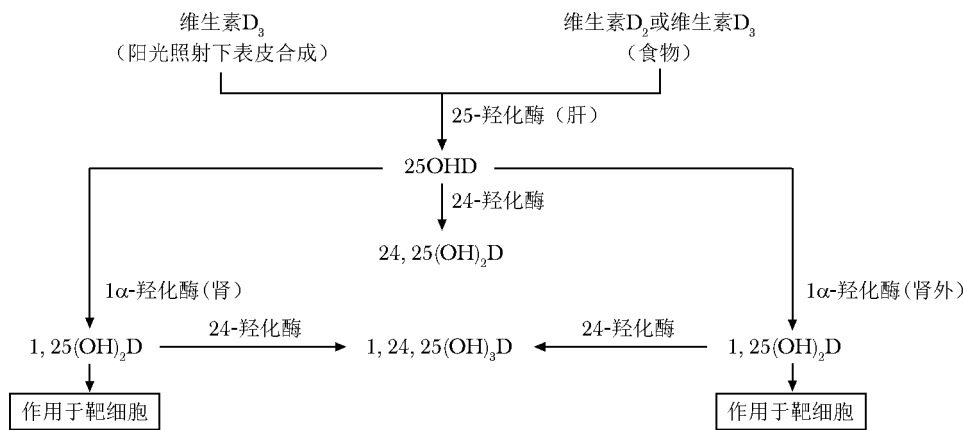 维生素D₃
（阳光照射下表皮合成）
维生素D₂或维生素D₃
（食物）
25-羟化酶（肝）
25OHD
24-羟化酶
24, 25(OH)₂D
1α-羟化酶(肾)
1α-羟化酶(肾外)
1, 25(OH)₂D
24-羟化酶
1, 24, 25(OH)₃D
24-羟化酶
1, 25(OH)₂D
作用于靶细胞
作用于靶细胞